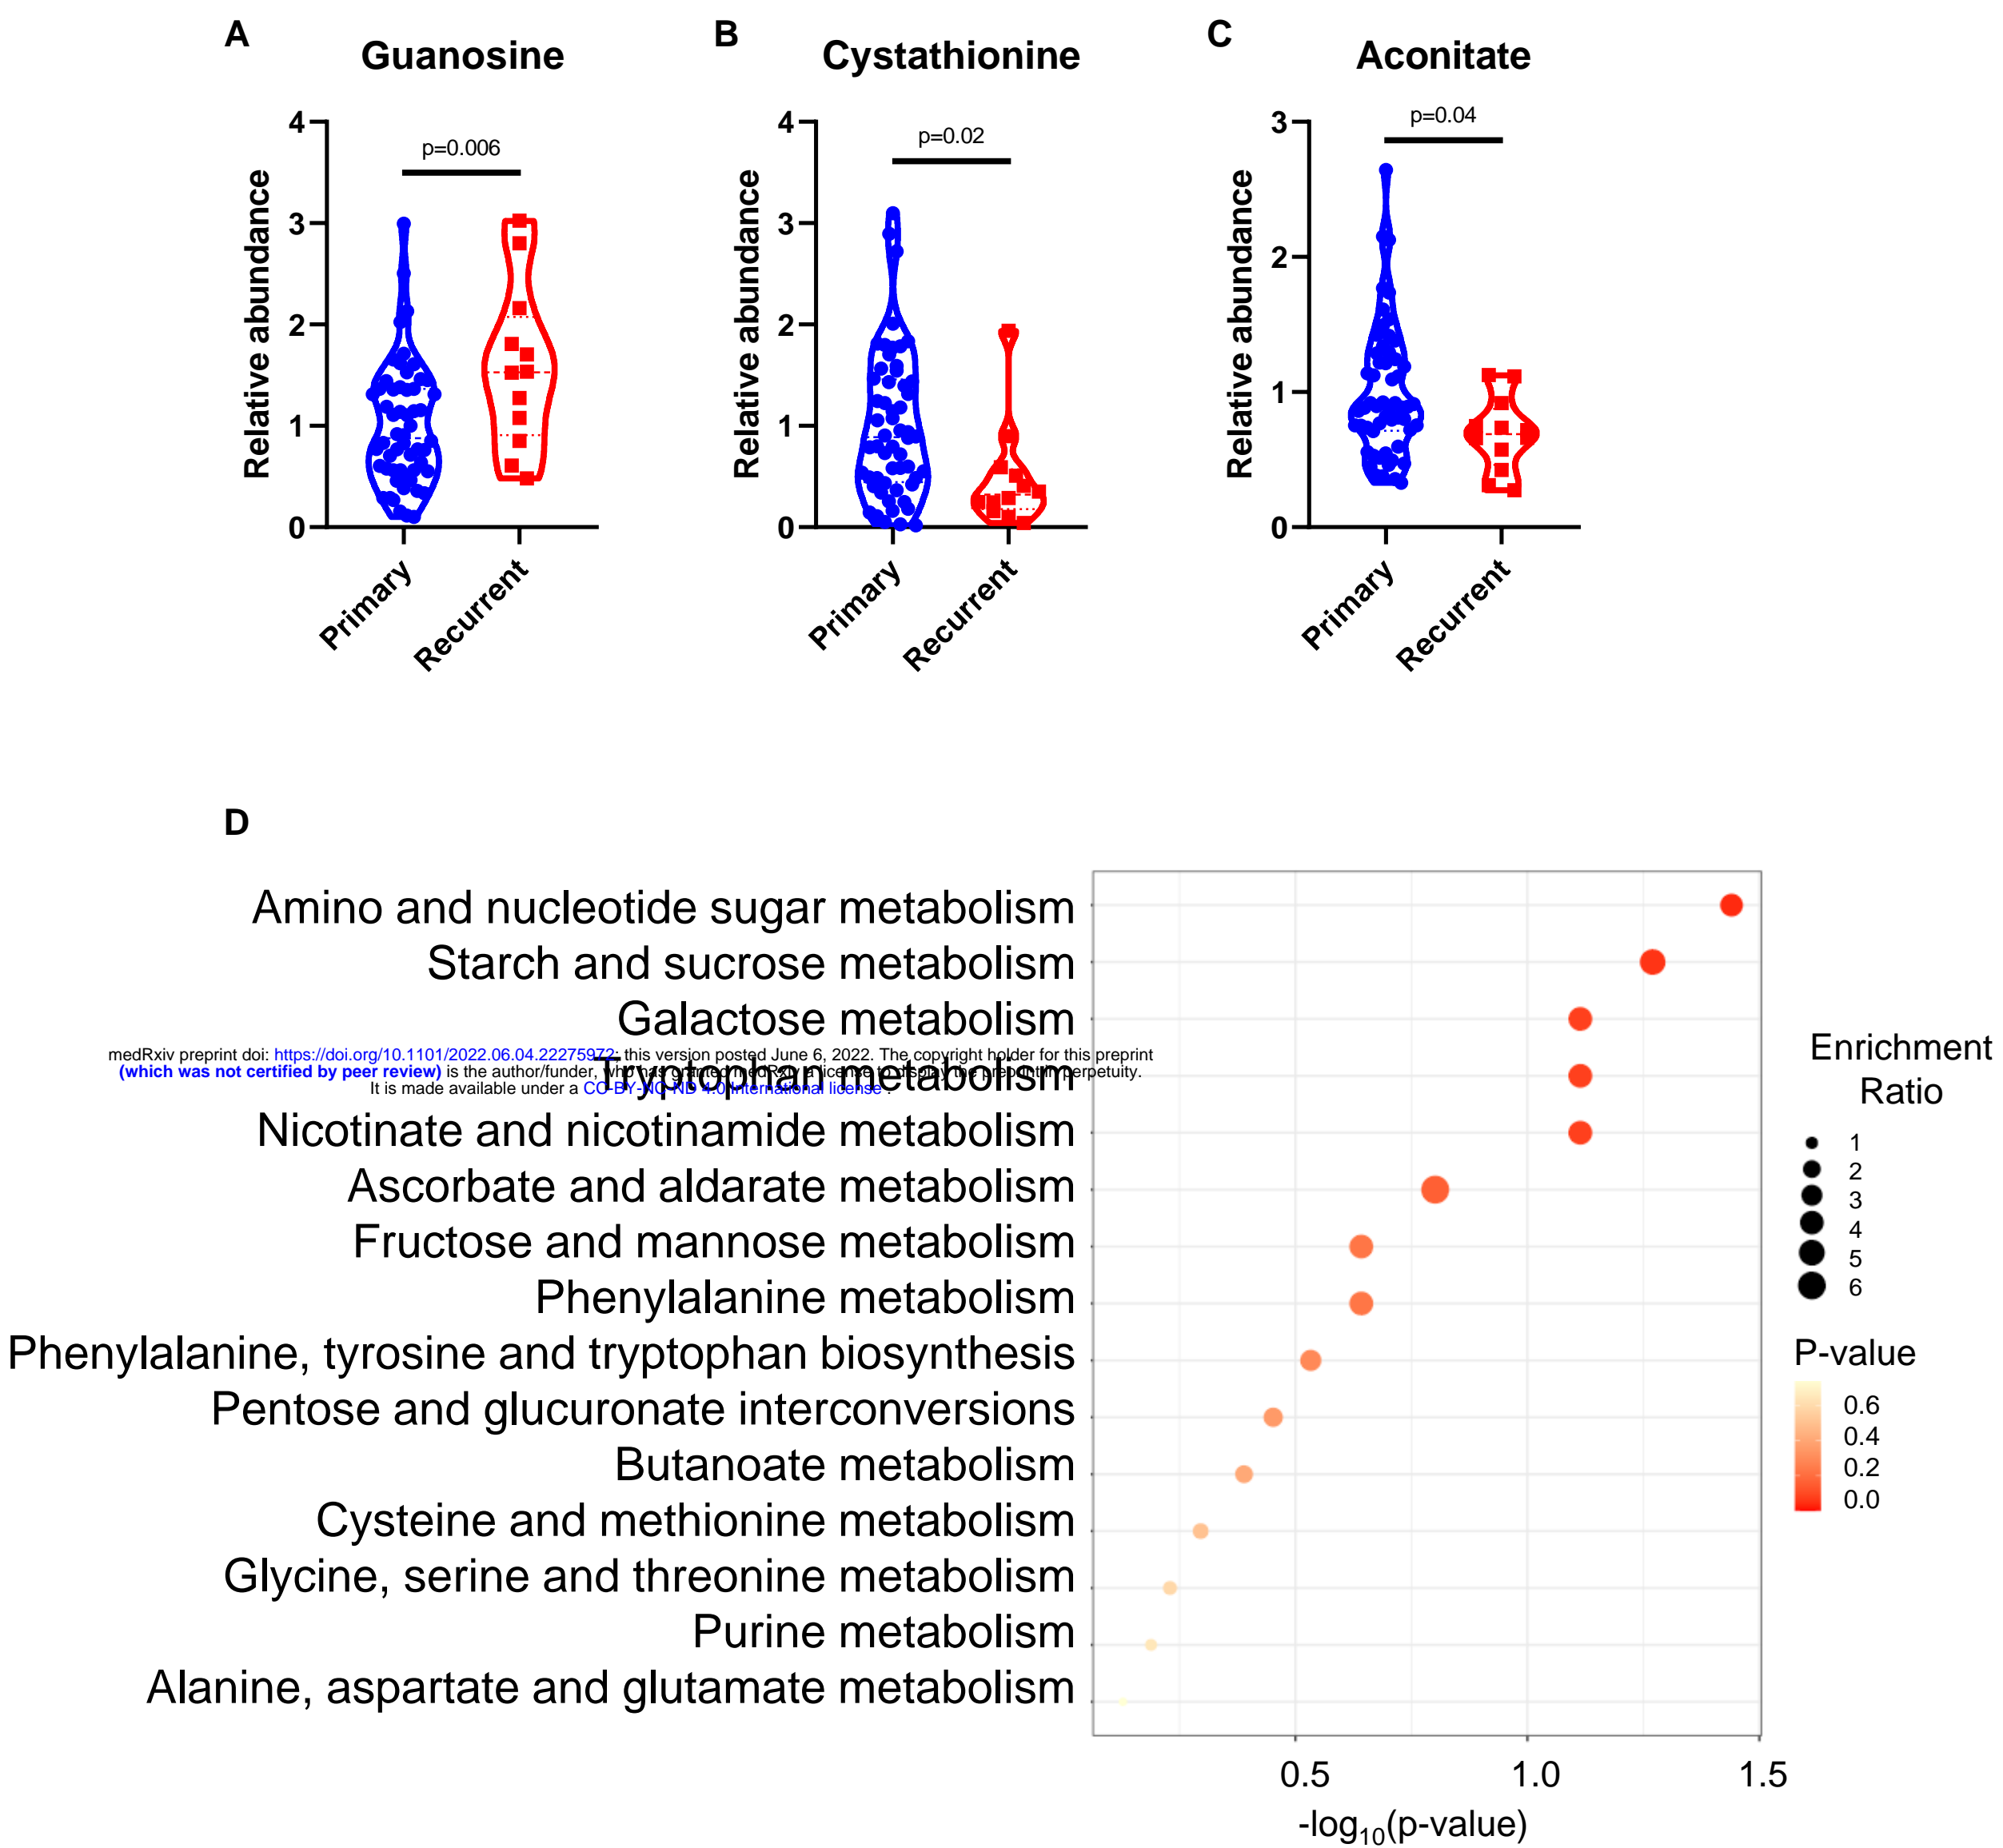 A
Guanosine
4
3
2
1
0
Relative abundance
p=0.006
Primary
Recurrent
B
Cystathionine
4
3
2
1
0
Relative abundance
p=0.02
Primary
Recurrent
C
Aconitate
3
2
1
0
Relative abundance
p=0.04
Primary
Recurrent
D
Amino and nucleotide sugar metabolism
Starch and sucrose metabolism
Galactose metabolism
medRxiv preprint doi: https://doi.org/10.1101/2022.06.04.22275972; this version posted June 6, 2022. The copyright holder for this preprint
(which was not certified by peer review) is the author/funder, who has granted medRxiv a license to display the preprint in perpetuity.
It is made available under a CC-BY-NC-ND 4.0 International license .
Tryptophan metabolism
Nicotinate and nicotinamide metabolism
Ascorbate and aldarate metabolism
Fructose and mannose metabolism
Phenylalanine metabolism
Phenylalanine, tyrosine and tryptophan biosynthesis
Pentose and glucuronate interconversions
Butanoate metabolism
Cysteine and methionine metabolism
Glycine, serine and threonine metabolism
Purine metabolism
Alanine, aspartate and glutamate metabolism
0.5
1.0
1.5
-log10(p-value)
Enrichment
Ratio
1
2
3
4
5
6
P-value
0.6
0.4
0.2
0.0